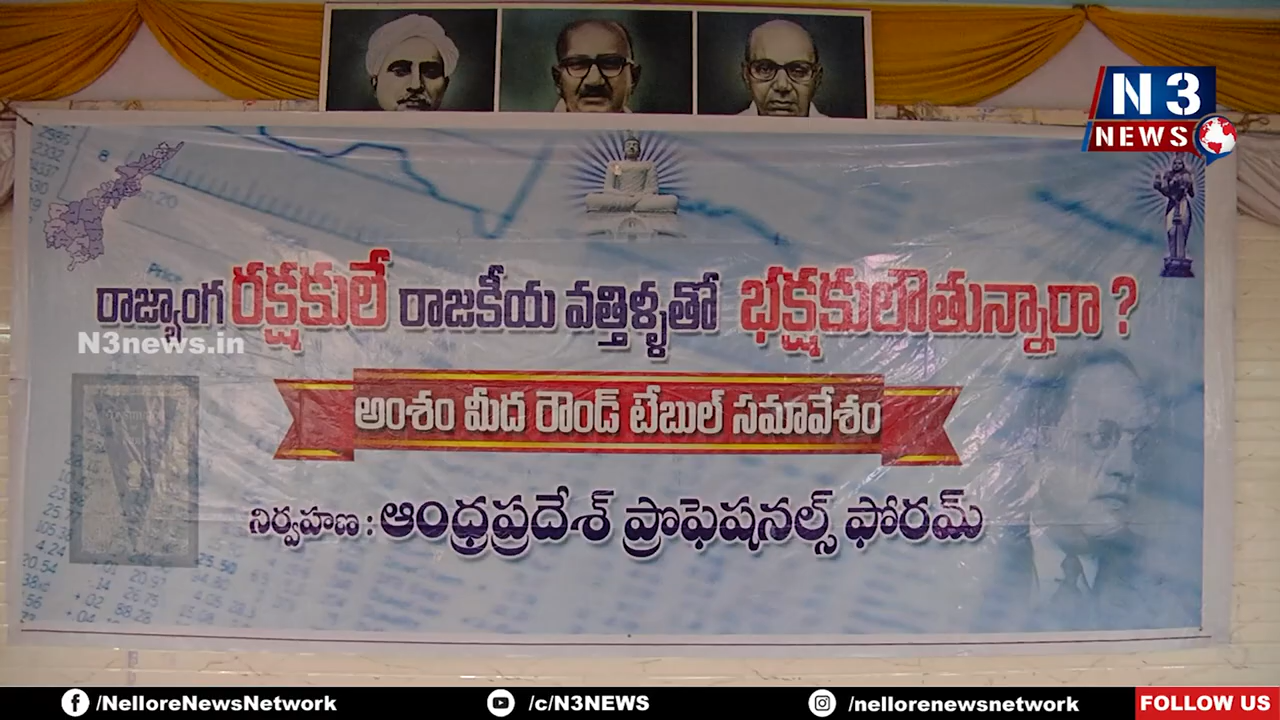 N3
NEWS
రాజ్యాంగ రక్షకులే రాజకీయ వత్తిళ్ళతో భక్షకులౌతున్నారా ?
N3news.in
అంశం మీద రౌండ్ టేబుల్ సమావేశం
నిర్వహణ : ఆంధ్రప్రదేశ్ ప్రొఫెషనల్స్ ఫోరమ్
/NelloreNewsNetwork
/c/N3NEWS
/nellorenewsnetwork
FOLLOW US